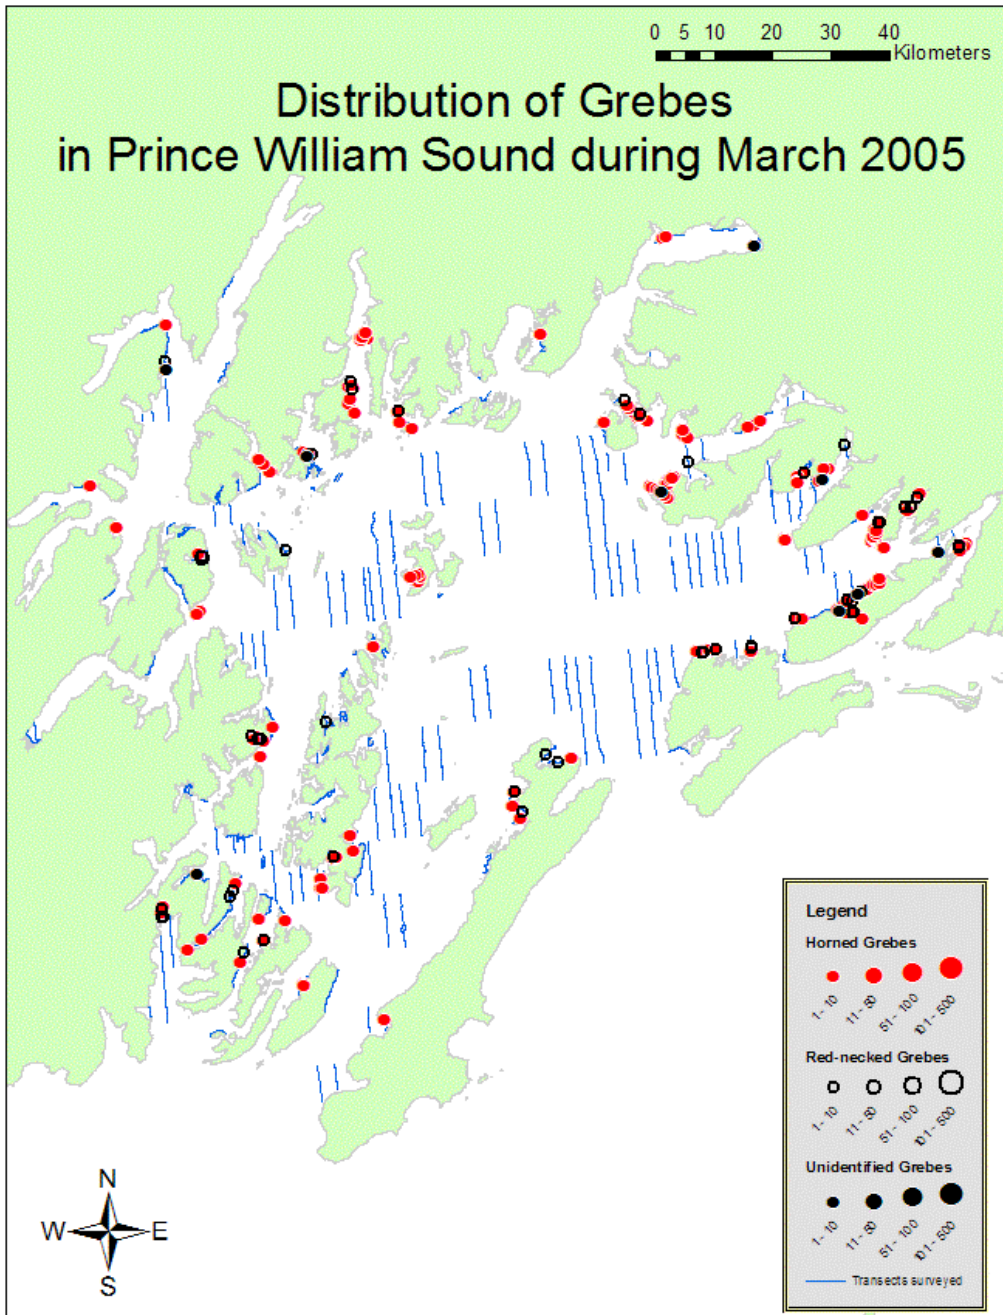 0 5 10 20 30 40
Kilometers
Distribution of Grebes
in Prince William Sound during March 2005
Legend
Horned Grebes
1 - 10 11 - 50 51 - 100 101 - 500
Red-necked Grebes
1 - 10 11 - 50 51 - 100 101 - 500
Unidentified Grebes
1 - 10 11 - 50 51 - 100 101 - 500
Transects surveyed
N
W E
S